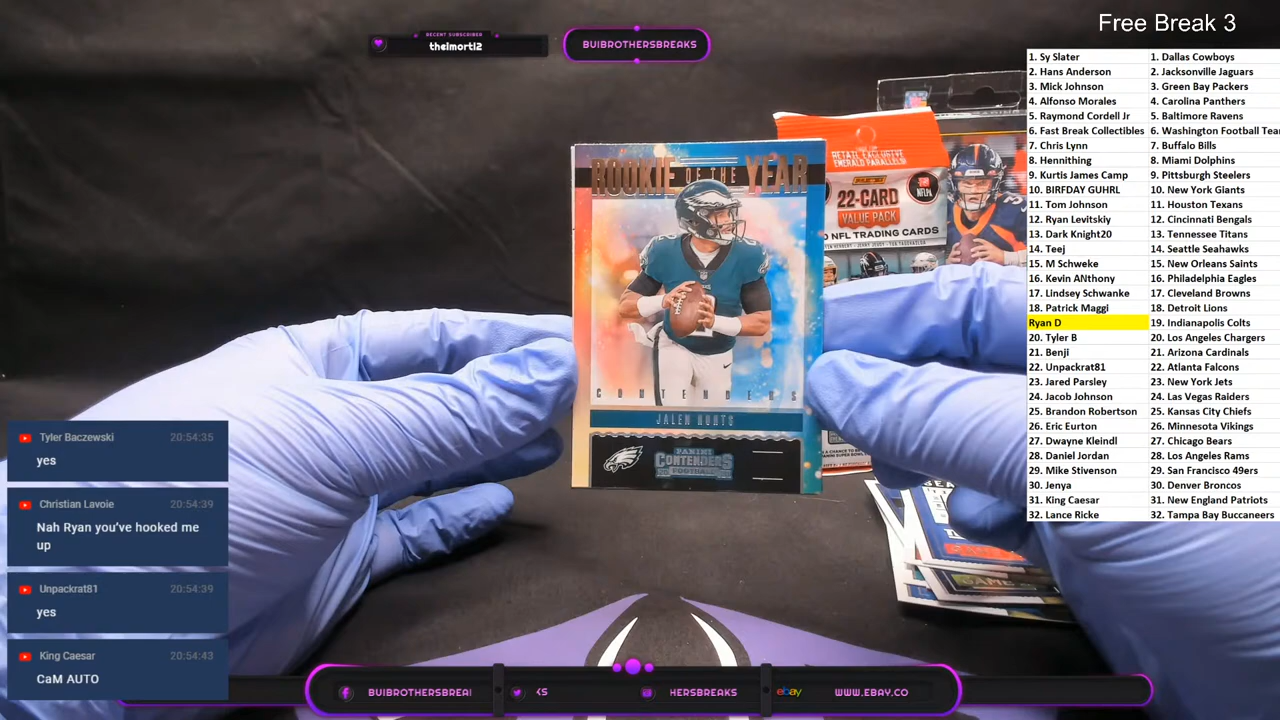 Free Break 3
RECENT SUBSCRIBER
theimorti2
BUIBROTHERSBREAKS
1. Sy Slater 1. Dallas Cowboys
2. Hans Anderson 2. Jacksonville Jaguars
3. Mick Johnson 3. Green Bay Packers
4. Alfonso Morales 4. Carolina Panthers
5. Raymond Cordell Jr 5. Baltimore Ravens
6. Fast Break Collectibles 6. Washington Football Tea
7. Chris Lynn 7. Buffalo Bills
8. Hennithing 8. Miami Dolphins
9. Kurtis James Camp 9. Pittsburgh Steelers
10. BIRFDAY GUHRL 10. New York Giants
11. Tom Johnson 11. Houston Texans
12. Ryan Levitskiy 12. Cincinnati Bengals
13. Dark Knight20 13. Tennessee Titans
14. Teej 14. Seattle Seahawks
15. M Schweke 15. New Orleans Saints
16. Kevin ANthony 16. Philadelphia Eagles
17. Lindsey Schwanke 17. Cleveland Browns
18. Patrick Maggi 18. Detroit Lions
Ryan D 19. Indianapolis Colts
20. Tyler B 20. Los Angeles Chargers
21. Benji 21. Arizona Cardinals
22. Unpackrat81 22. Atlanta Falcons
23. Jared Parsley 23. New York Jets
24. Jacob Johnson 24. Las Vegas Raiders
25. Brandon Robertson 25. Kansas City Chiefs
26. Eric Eurton 26. Minnesota Vikings
27. Dwayne Kleindl 27. Chicago Bears
28. Daniel Jordan 28. Los Angeles Rams
29. Mike Stivenson 29. San Francisco 49ers
30. Jenya 30. Denver Broncos
31. King Caesar 31. New England Patriots
32. Lance Ricke 32. Tampa Bay Buccaneers
ROOKIE OF THE YEAR
CONTENDERS
JALEN HURTS
PANINI
CONTENDERS
FOOTBALL
RETAIL EXCLUSIVE
EMERALD PARALLELS!
22-CARD
VALUE PACK
NFL TRADING CARDS
Tyler Baczewski 20:54:35
yes
Christian Lavoie 20:54:39
Nah Ryan you've hooked me
up
Unpackrat81 20:54:39
yes
King Caesar 20:54:43
CaM AUTO
BUIBROTHERSBREAI
KS
HERSBREAKS
ebay
WWW.EBAY.CO